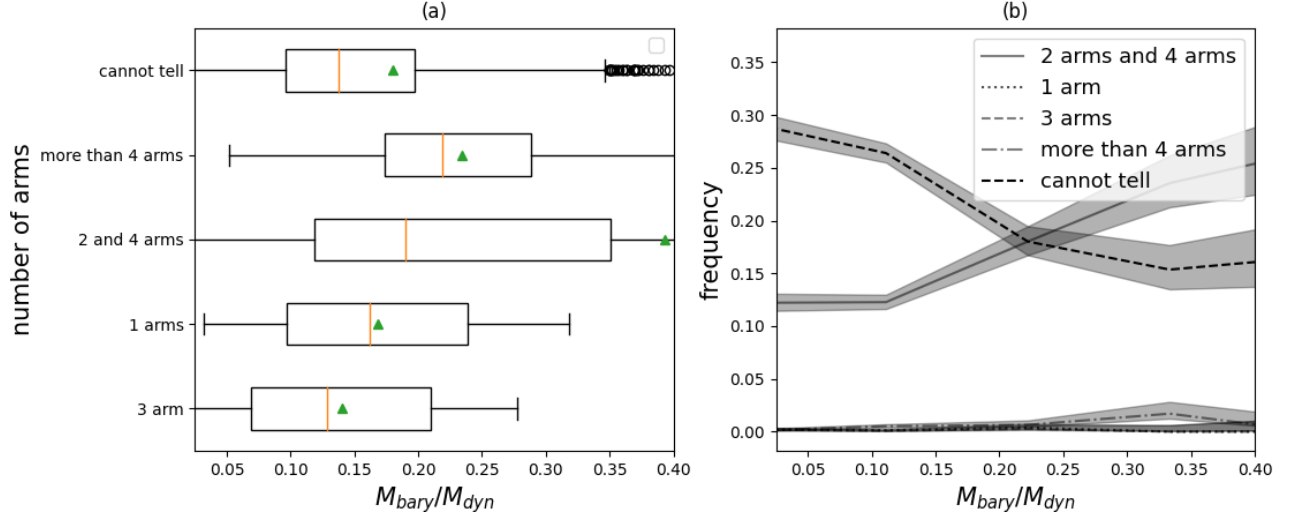 (a)
number of arms
cannot tell
more than 4 arms
2 and 4 arms
1 arms
3 arm
0.05 0.10 0.15 0.20 0.25 0.30 0.35 0.40
M_bary/M_dyn
(b)
frequency
0.35
0.30
0.25
0.20
0.15
0.10
0.05
0.00
2 arms and 4 arms
1 arm
3 arms
more than 4 arms
cannot tell
0.05 0.10 0.15 0.20 0.25 0.30 0.35 0.40
M_bary/M_dyn